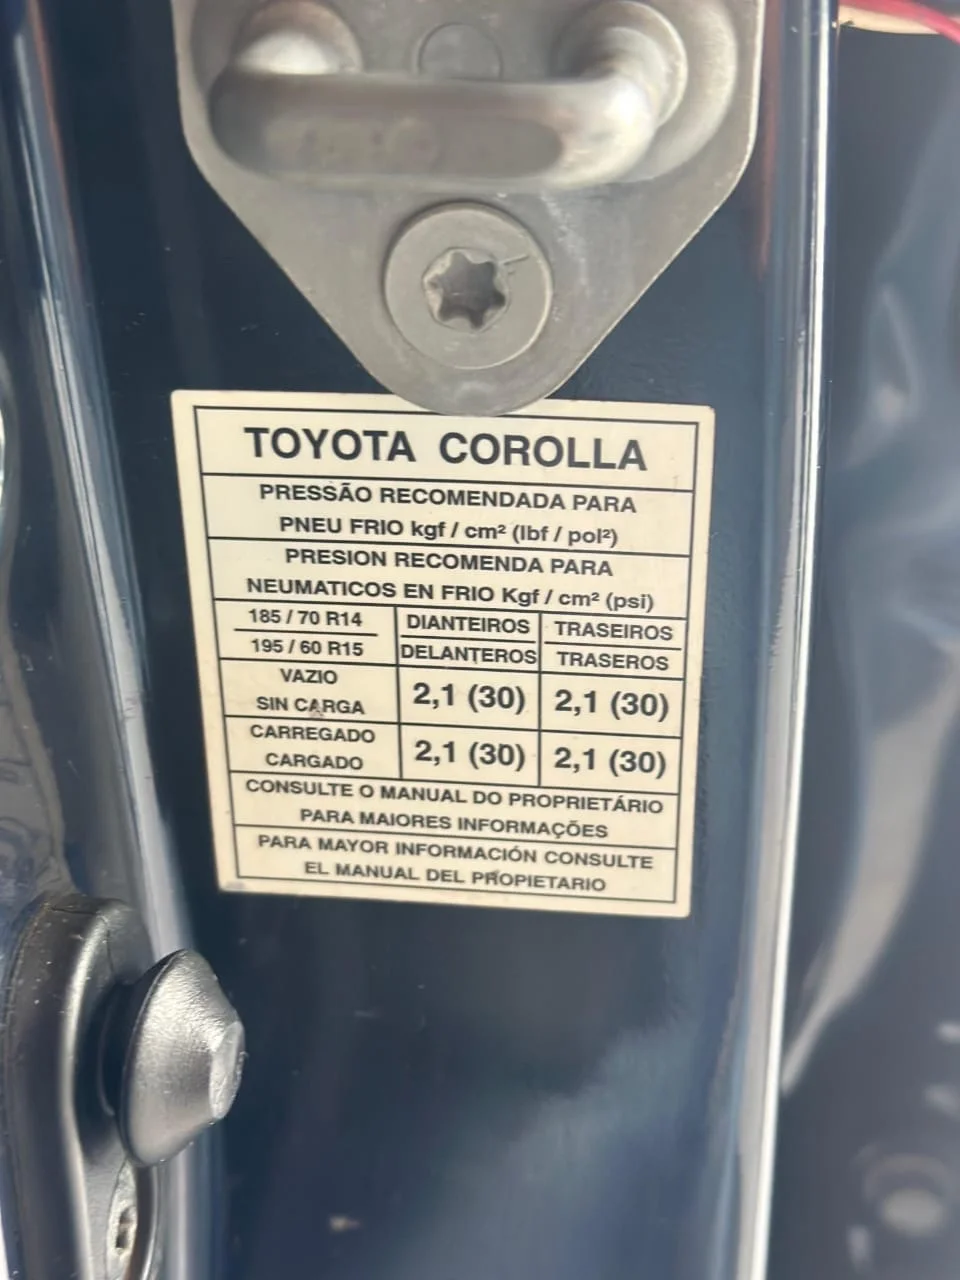 TOYOTA COROLLA
PRESSÃO RECOMENDADA PARA
PNEU FRIO kgf / cm² (lbf / pol²)
PRESION RECOMENDA PARA
NEUMATICOS EN FRIO Kgf / cm² (psi)
185 / 70 R14 DIANTEIROS TRASEIROS
195 / 60 R15 DELANTEROS TRASEROS
VAZIO
SIN CARGA 2,1 (30) 2,1 (30)
CARREGADO
CARGADO 2,1 (30) 2,1 (30)
CONSULTE O MANUAL DO PROPRIETÁRIO
PARA MAIORES INFORMAÇÕES
PARA MAYOR INFORMACIÓN CONSULTE
EL MANUAL DEL PROPIETARIO